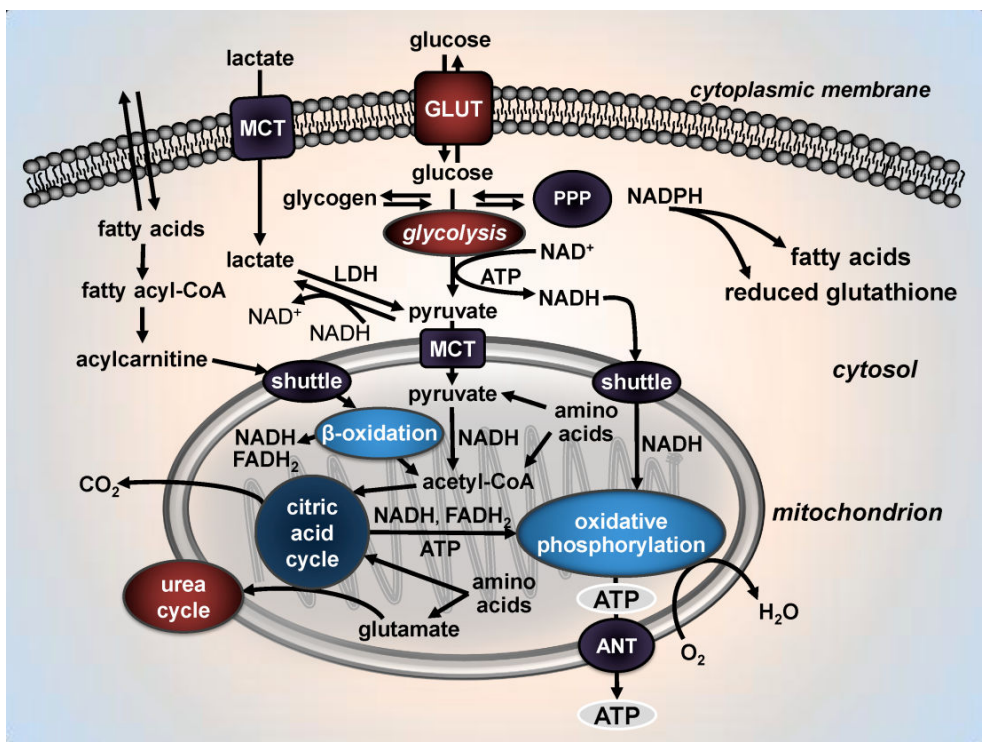 glucose
lactate
cytoplasmic membrane
GLUT
MCT
glucose
glycogen
PPP
NADPH
fatty acids
glycolysis
NAD⁺
fatty acids
lactate
LDH
ATP
fatty acyl-CoA
NADH
reduced glutathione
pyruvate
NAD⁺
NADH
MCT
acylcarnitine
shuttle
shuttle
cytosol
pyruvate
amino
acids
β-oxidation
NADH
FADH₂
NADH
NADH
acetyl-CoA
CO₂
citric
acid
cycle
NADH, FADH₂
ATP
oxidative
phosphorylation
mitochondrion
urea
cycle
amino
acids
glutamate
ATP
H₂O
ANT
O₂
ATP